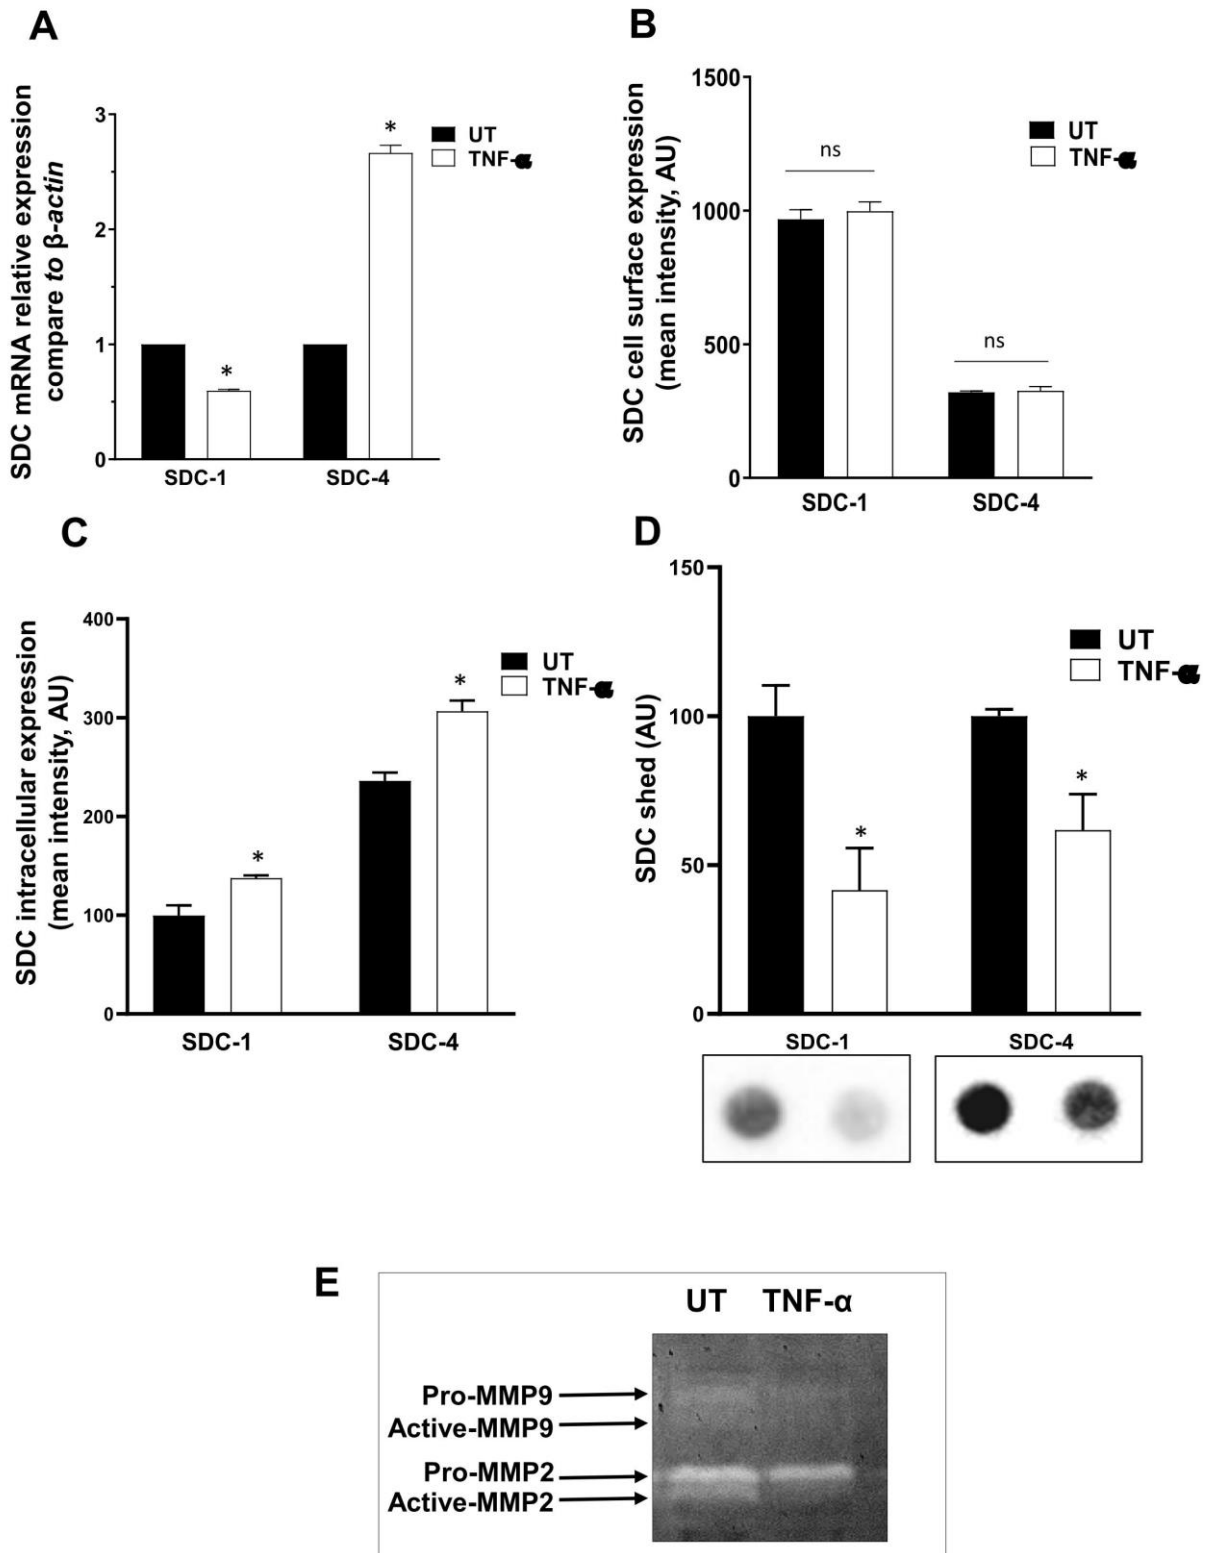 A
SDC mRNA relative expression
compare to β-actin
3
2
1
0
*
*
UT
TNF-α
SDC-1
SDC-4
B
SDC cell surface expression
(mean intensity, AU)
1500
1000
500
0
ns
ns
UT
TNF-α
SDC-1
SDC-4
C
SDC intracellular expression
(mean intensity, AU)
400
300
200
100
0
*
*
UT
TNF-α
SDC-1
SDC-4
D
SDC shed (AU)
150
100
50
0
*
*
UT
TNF-α
SDC-1
SDC-4
E
UT TNF-α
Pro-MMP9
Active-MMP9
Pro-MMP2
Active-MMP2